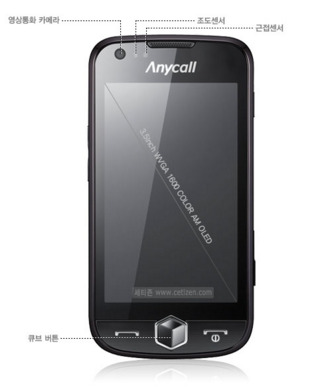 영상통화 카메라
조도센서
근접센서
Anycall
3.5inch WVGA 1600 COLOR AM OLED
세티즌 www.cetizen.com
큐브 버튼